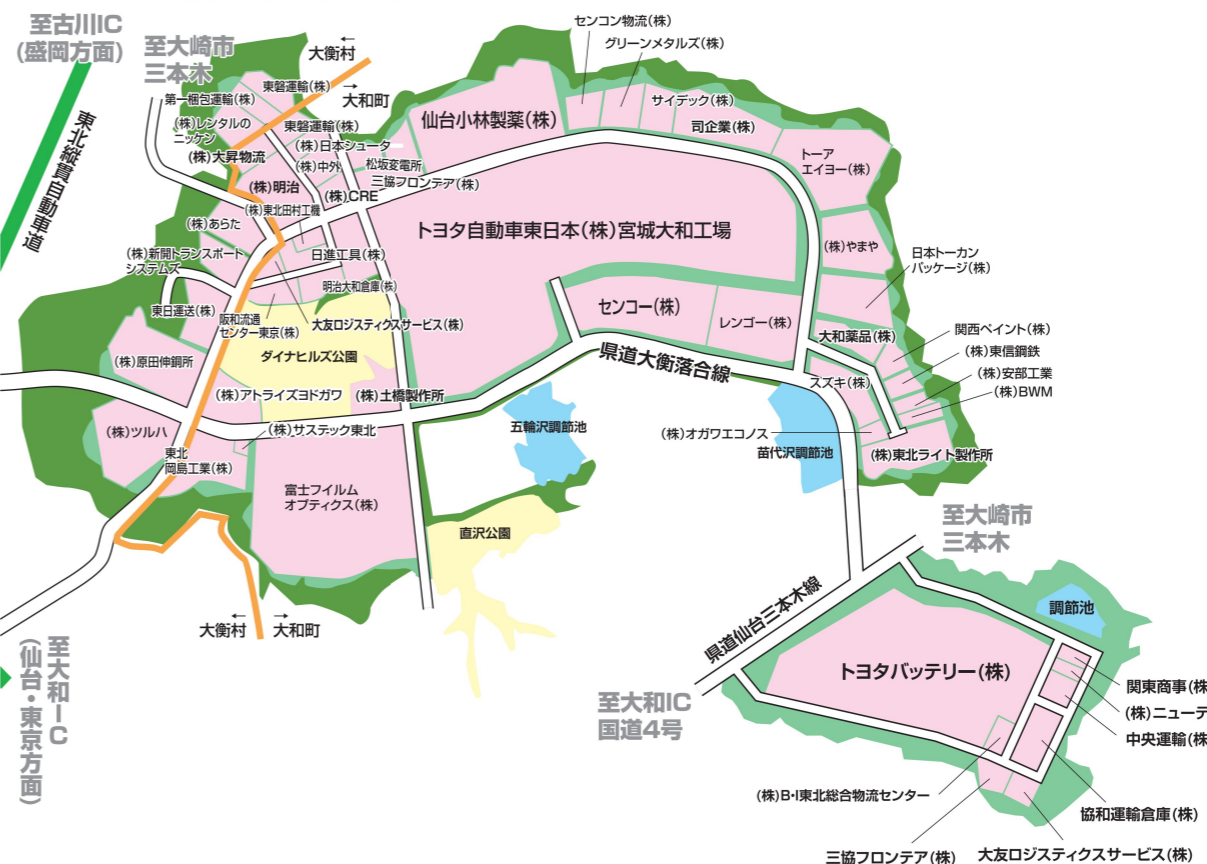 至古川IC
(盛岡方面)
東北縦貫自動車道
至大崎市
三本木
←
大衡村
→
大和町
東磐運輸(株)
第一梱包運輸(株)
(株)レンタルの
ニッケン
東磐運輸(株)
(株)大昇物流
(株)日本シュータ
(株)中外
松坂変電所
三協フロンテア(株)
(株)明治
(株)CRE
(株)東北田村工機
(株)あらた
日進工具(株)
(株)新開トランスポート
システムズ
明治大和倉庫(株)
東日運送(株)
阪和流通
センター東京(株)
大友ロジスティクスサービス(株)
ダイナヒルズ公園
(株)原田伸銅所
(株)アトライズヨドガワ
(株)土橋製作所
(株)ツルハ
(株)サステック東北
東北
岡島工業(株)
富士フイルム
オプティクス(株)
仙台小林製薬(株)
センコン物流(株)
グリーンメタルズ(株)
サイデック(株)
司企業(株)
トーア
エイヨー(株)
トヨタ自動車東日本(株)宮城大和工場
(株)やまや
日本トーカン
パッケージ(株)
センコー(株)
レンゴー(株)
大和薬品(株)
関西ペイント(株)
(株)東信鋼鉄
(株)安部工業
(株)BWM
県道大衡落合線
スズキ(株)
(株)オガワエコノス
(株)東北ライト製作所
五輪沢調節池
苗代沢調節池
直沢公園
←
大衡村
→
大和町
至大和IC
(仙台・東京方面)
至大崎市
三本木
県道仙台三本木線
調節池
トヨタバッテリー(株)
至大和IC
国道4号
関東商事(株
(株)ニューテ
中央運輸(株
(株)B・I東北総合物流センター
協和運輸倉庫(株)
三協フロンテア(株)
大友ロジスティクスサービス(株)